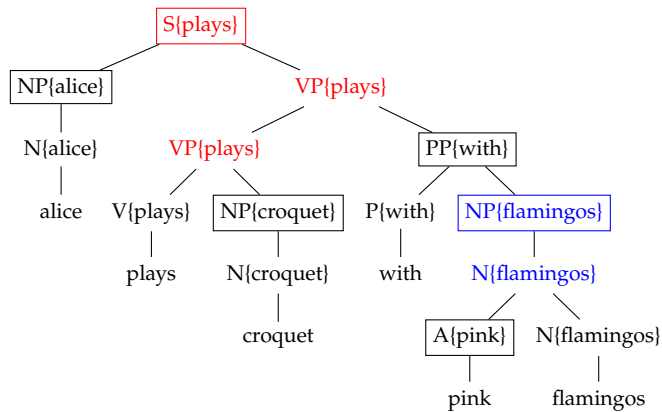 S{plays}
NP{alice} VP{plays}
N{alice} VP{plays} PP{with}
alice V{plays} NP{croquet} P{with} NP{flamingos}
plays N{croquet} with N{flamingos}
croquet A{pink} N{flamingos}
pink flamingos